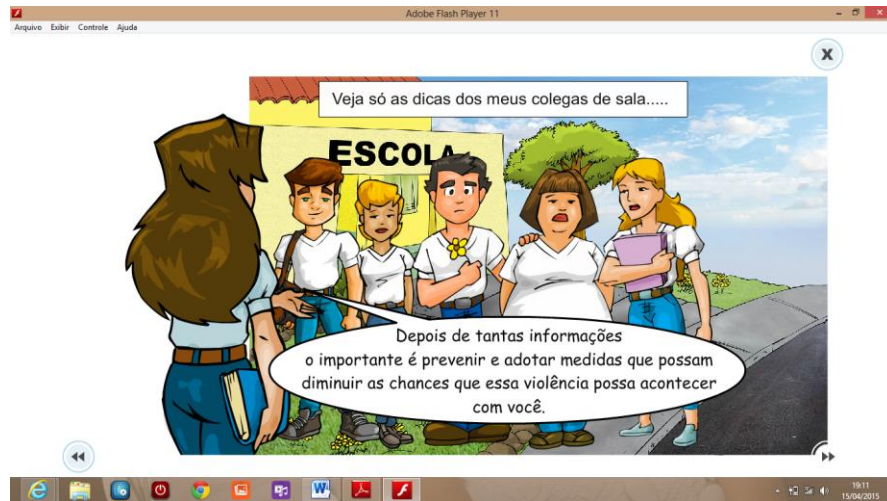 Adobe Flash Player 11
Arquivo Exibir Controle Ajuda
X
Veja só as dicas dos meus colegas de sala.....
ESCOLA
Depois de tantas informações
o importante é prevenir e adotar medidas que possam
diminuir as chances que essa violência possa acontecer
com você.
19:11
15/04/2015